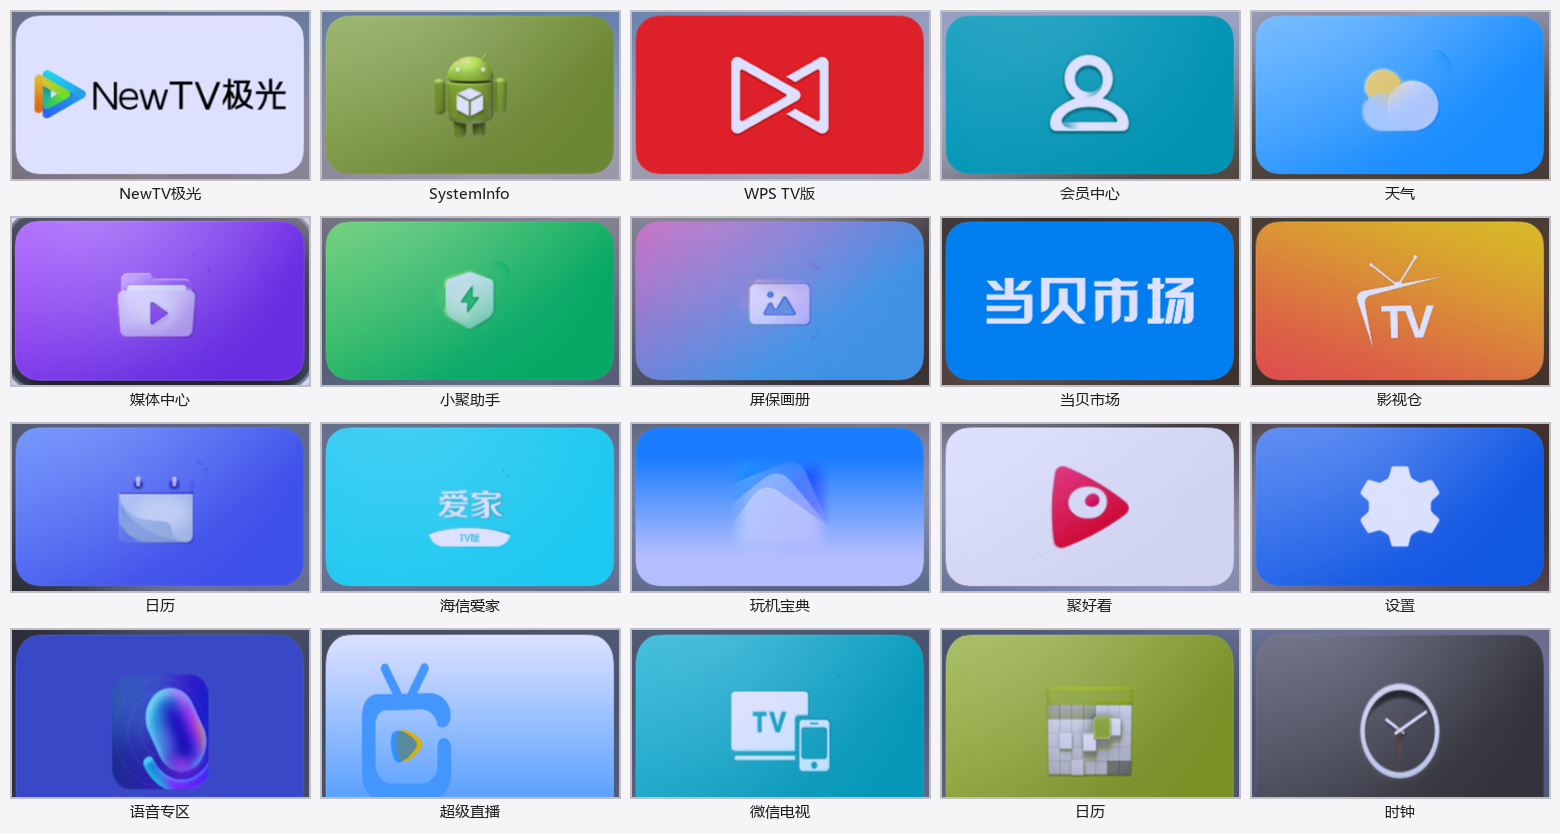 NewTV极光
NewTV极光
SystemInfo
WPS TV版
会员中心
天气
媒体中心
小聚助手
屏保画册
当贝市场
当贝市场
TV
影视仓
日历
爱家
TV版
海信爱家
玩机宝典
聚好看
设置
语音专区
超级直播
TV
微信电视
日历
时钟